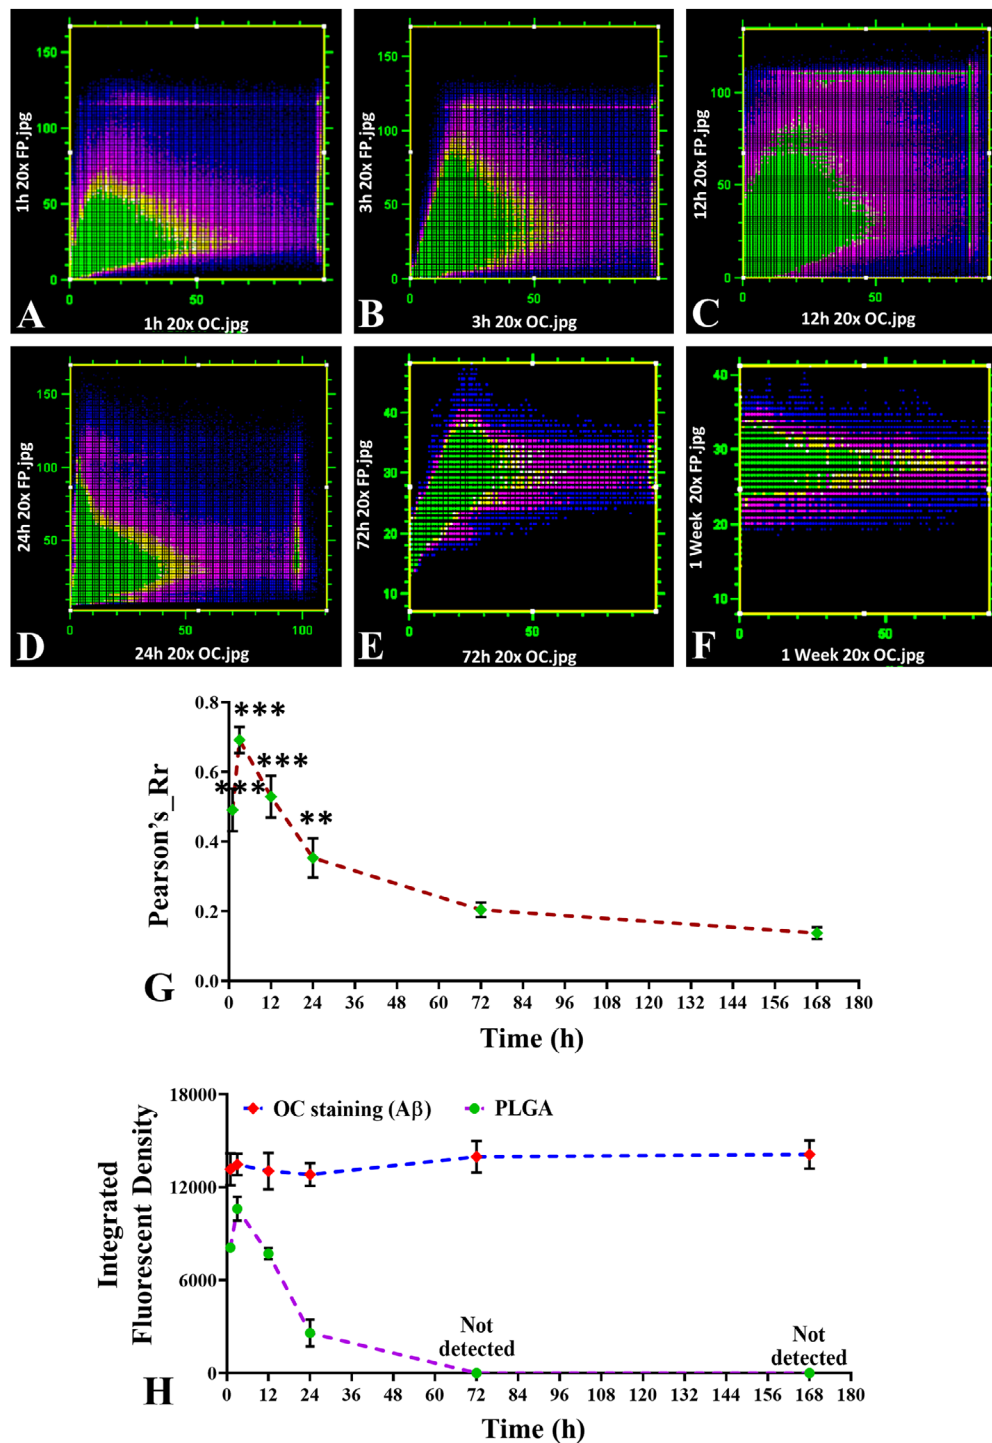 150
100
50
0
1h 20x FP.jpg
0
50
A
1h 20x OC.jpg
150
100
50
0
3h 20x FP.jpg
0
50
B
3h 20x OC.jpg
100
50
0
12h 20x FP.jpg
0
50
C
12h 20x OC.jpg
150
100
50
24h 20x FP.jpg
0
50
100
D
24h 20x OC.jpg
40
30
20
10
72h 20x FP.jpg
0
50
E
72h 20x OC.jpg
40
30
20
10
1 Week 20x FP.jpg
0
50
F
1 Week 20x OC.jpg
0.8
0.6
0.4
0.2
0.0
Pearson's_Rr
***
***
***
**
G
0 12 24 36 48 60 72 84 96 108 120 132 144 156 168 180
Time (h)
18000
12000
6000
0
Integrated
Fluorescent Density
OC staining (Aβ) PLGA
Not
detected
Not
detected
H
0 12 24 36 48 60 72 84 96 108 120 132 144 156 168 180
Time (h)